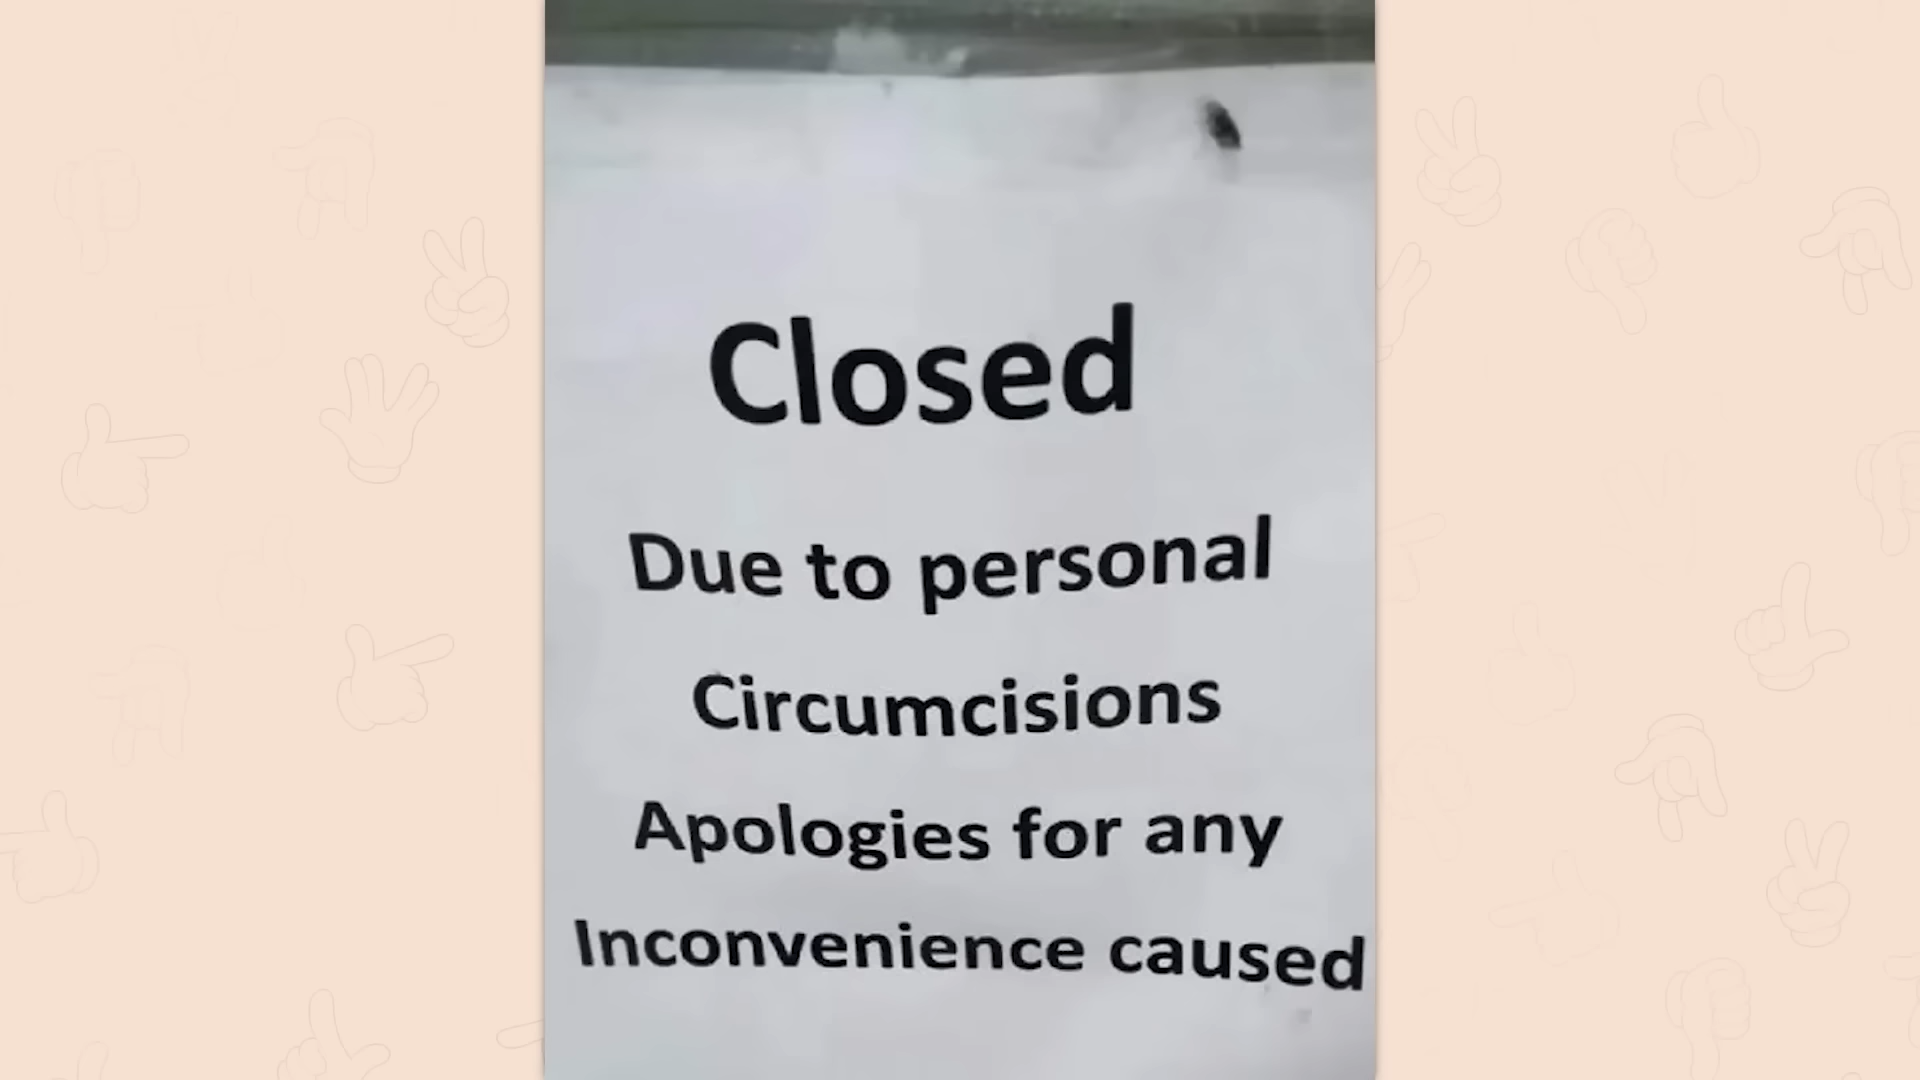 Closed
Due to personal
Circumcisions
Apologies for any
Inconvenience caused